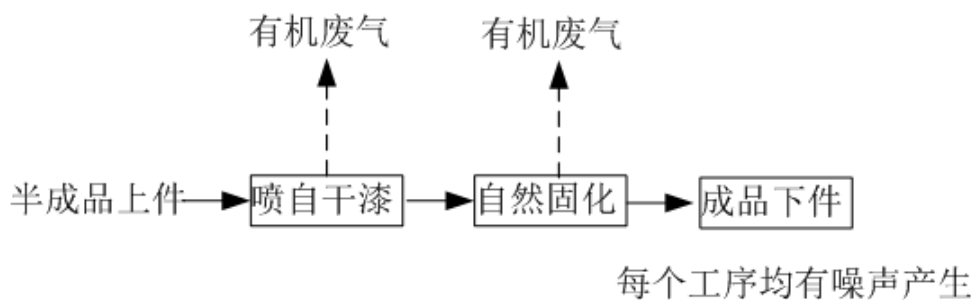 有机废气
有机废气
半成品上件
喷自干漆
自然固化
成品下件
每个工序均有噪声产生